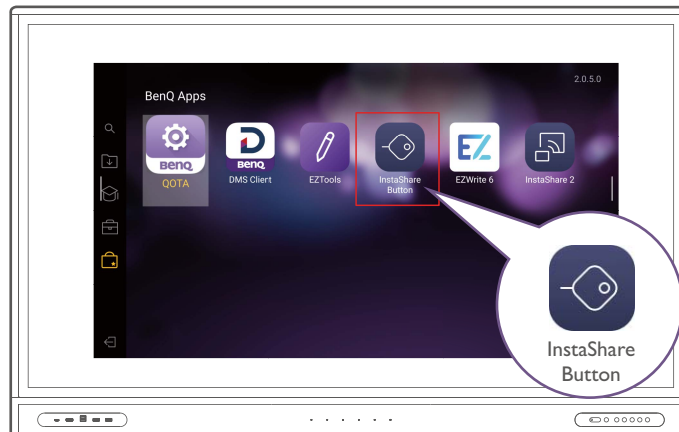 2.0.5.0
BenQ Apps
BenQ
QOTA
BenQ
DMS Client
EZTools
InstaShare
Button
EZ
EZWrite 6
InstaShare 2
InstaShare
Button